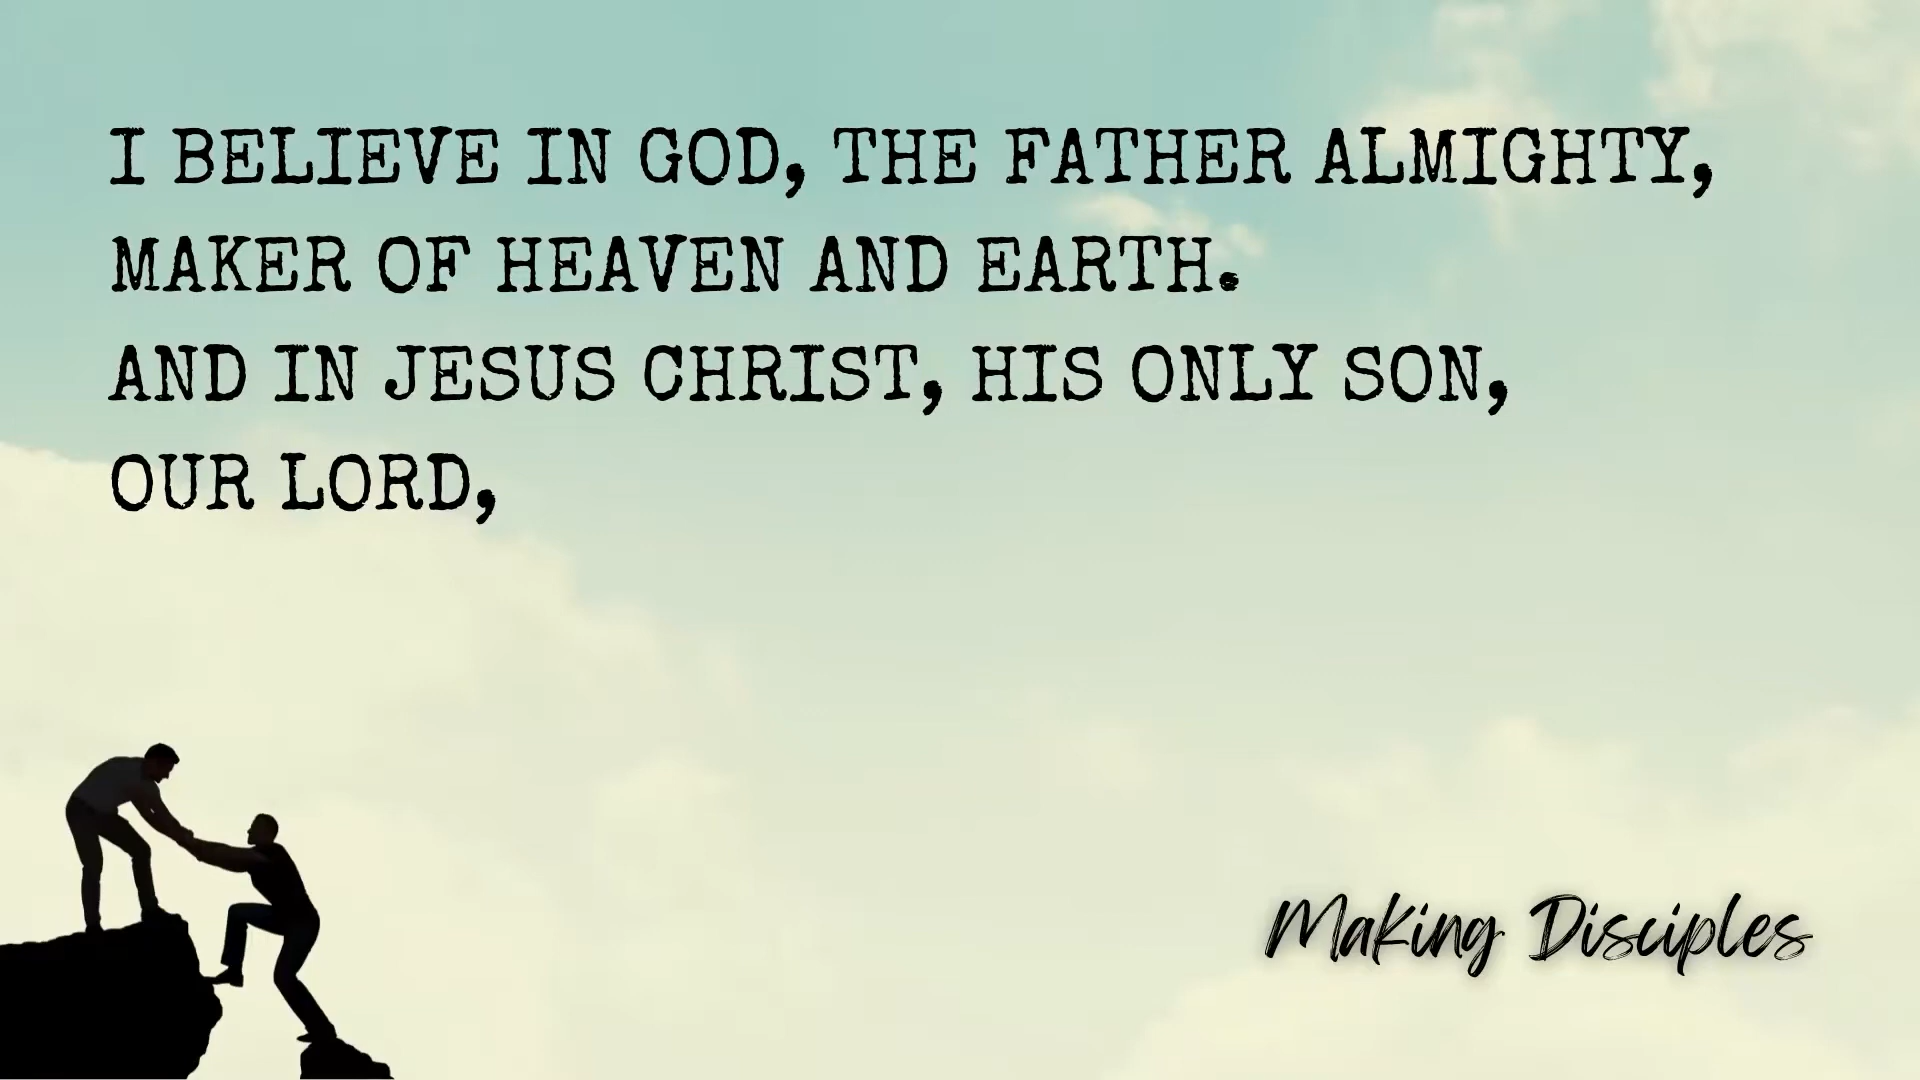 I BELIEVE IN GOD, THE FATHER ALMIGHTY,
MAKER OF HEAVEN AND EARTH.
AND IN JESUS CHRIST, HIS ONLY SON,
OUR LORD,
Making Disciples